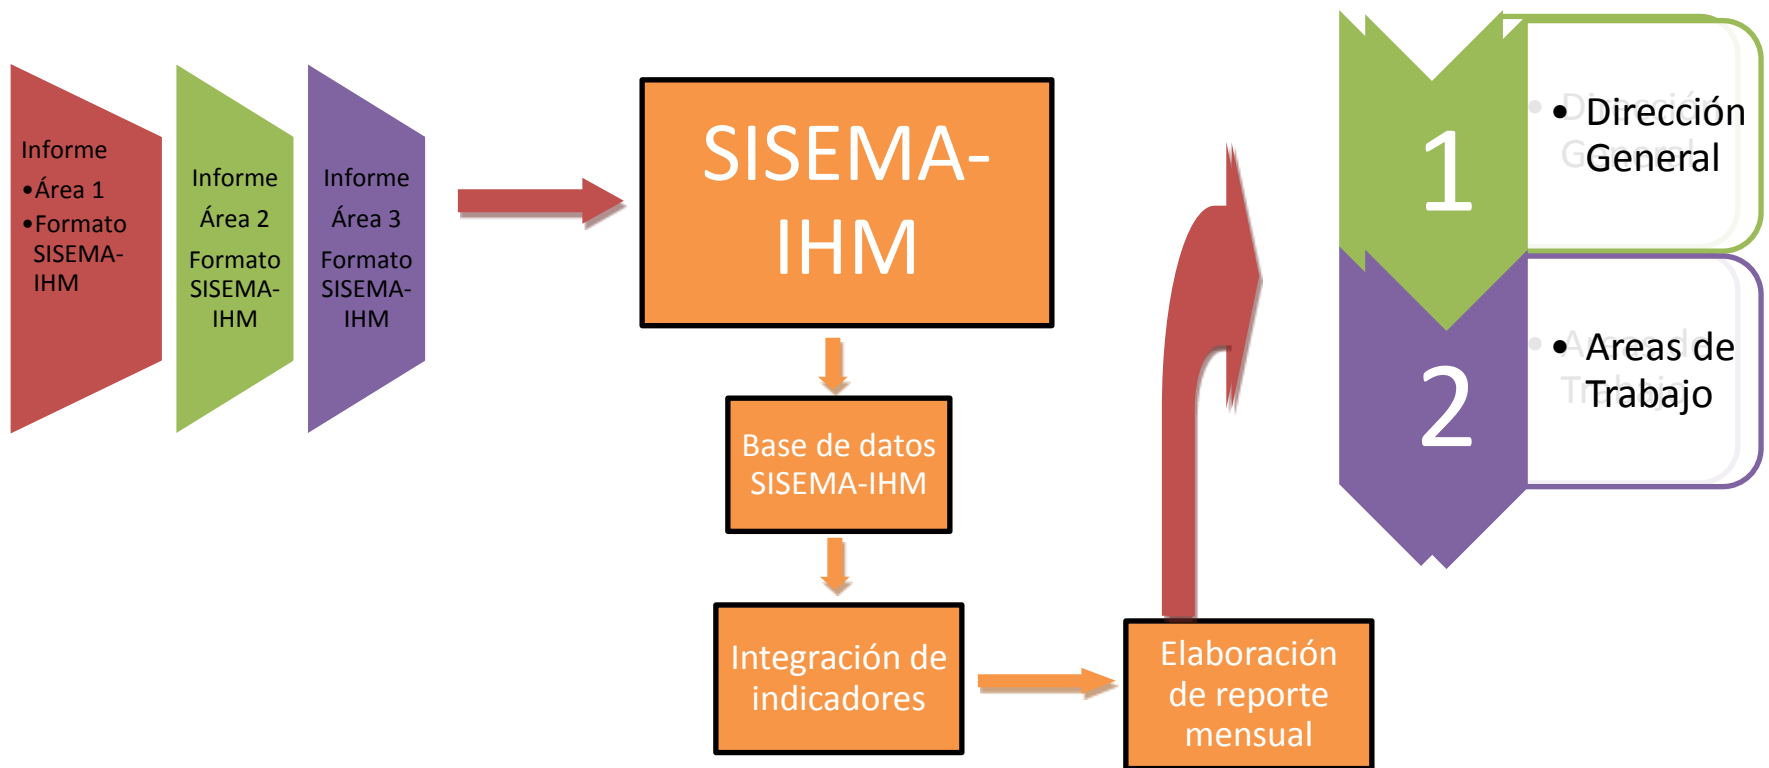 Informe
•Área 1
•Formato
SISEMA-
IHM
Informe
Área 2
Formato
SISEMA-
IHM
Informe
Área 3
Formato
SISEMA-
IHM
SISEMA-
IHM
Base de datos
SISEMA-IHM
Integración de
indicadores
Elaboración
de reporte
mensual
1
• Dirección
General
2
• Areas de
Trabajo